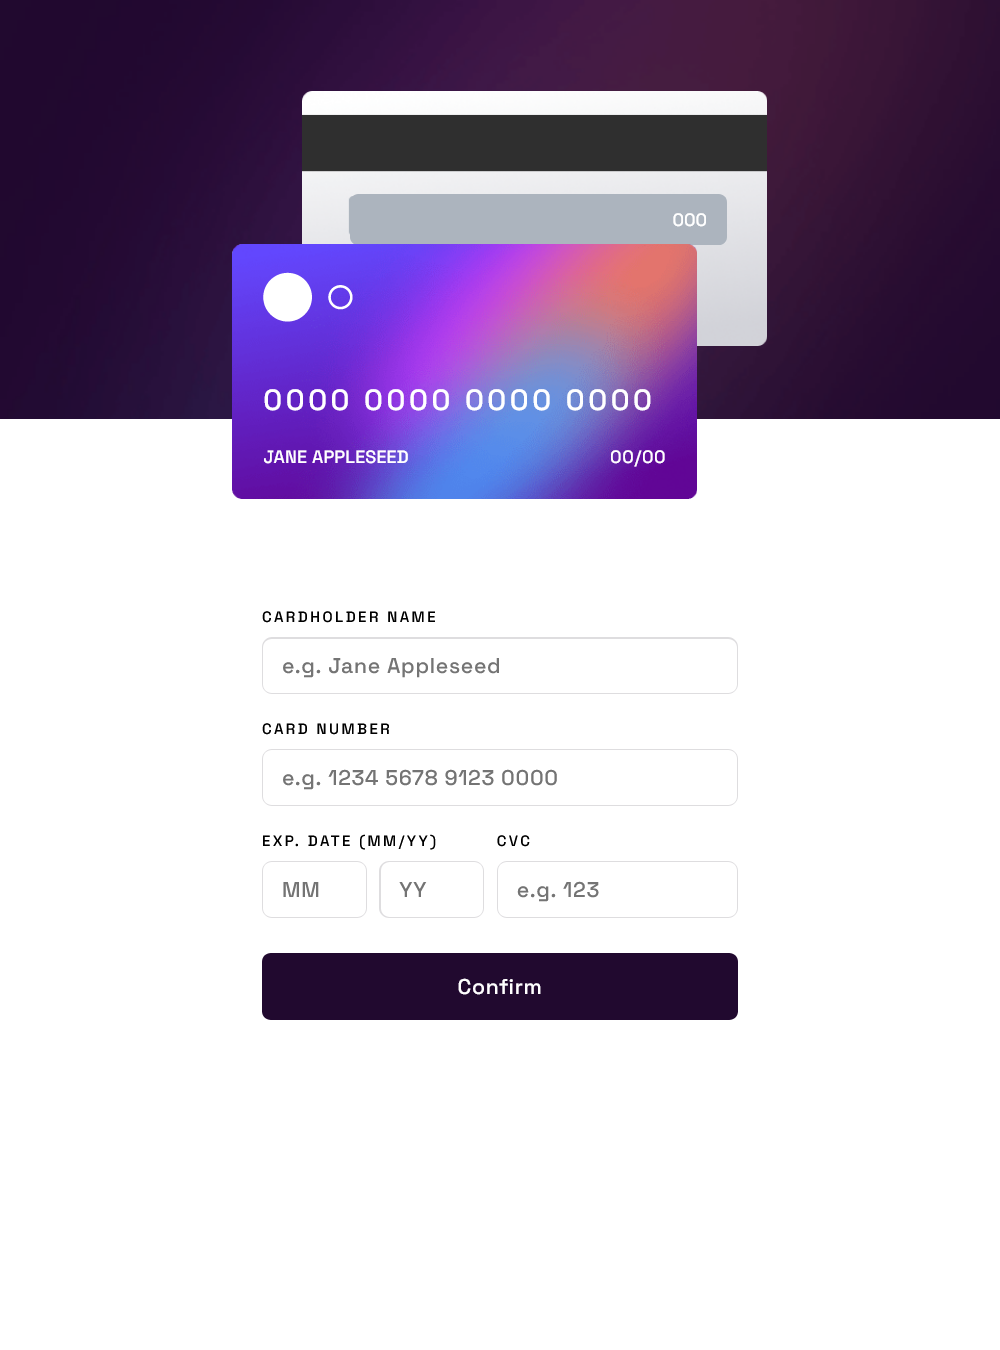 000
0000 0000 0000 0000
JANE APPLESEED 00/00
CARDHOLDER NAME
e.g. Jane Appleseed
CARD NUMBER
e.g. 1234 5678 9123 0000
EXP. DATE (MM/YY) CVC
MM YY e.g. 123
Confirm